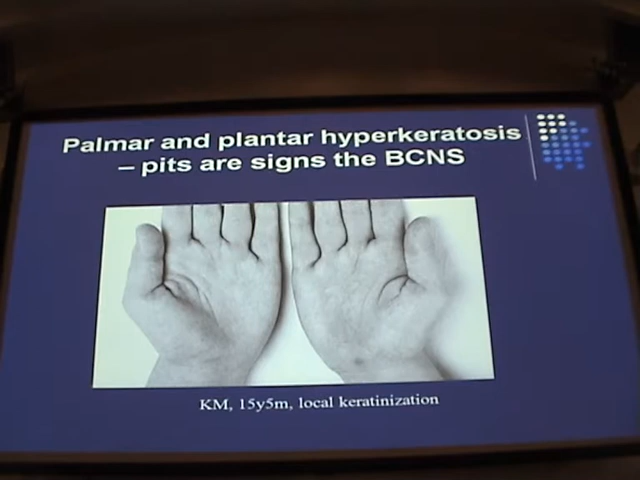 Palmar and plantar hyperkeratosis
– pits are signs the BCNS
KM, 15y5m, local keratinization